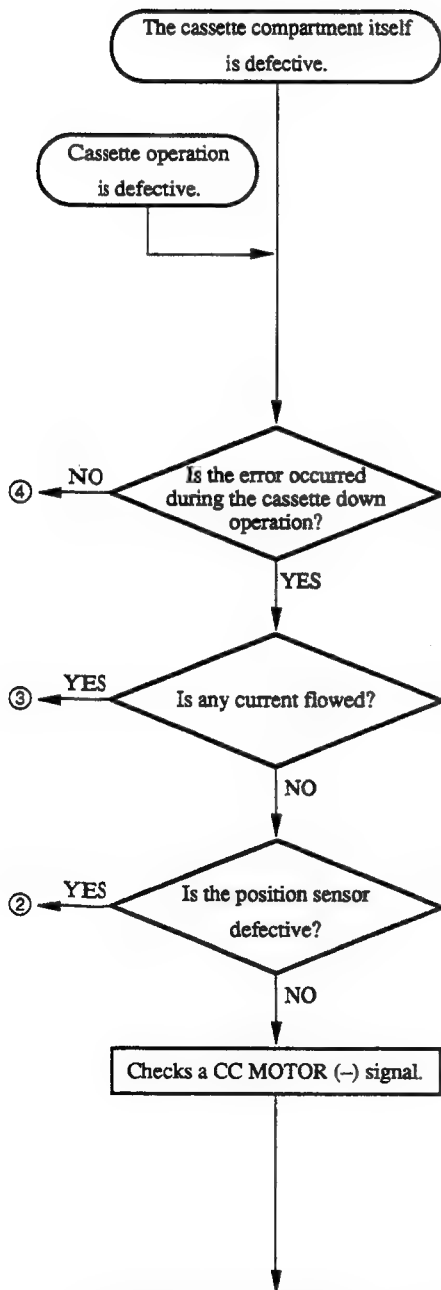 The cassette compartment itself
is defective.
Cassette operation
is defective.
④
NO
Is the error occurred
during the cassette down
operation?
YES
③
YES
Is any current flowed?
NO
②
YES
Is the position sensor
defective?
NO
Checks a CC MOTOR (–) signal.